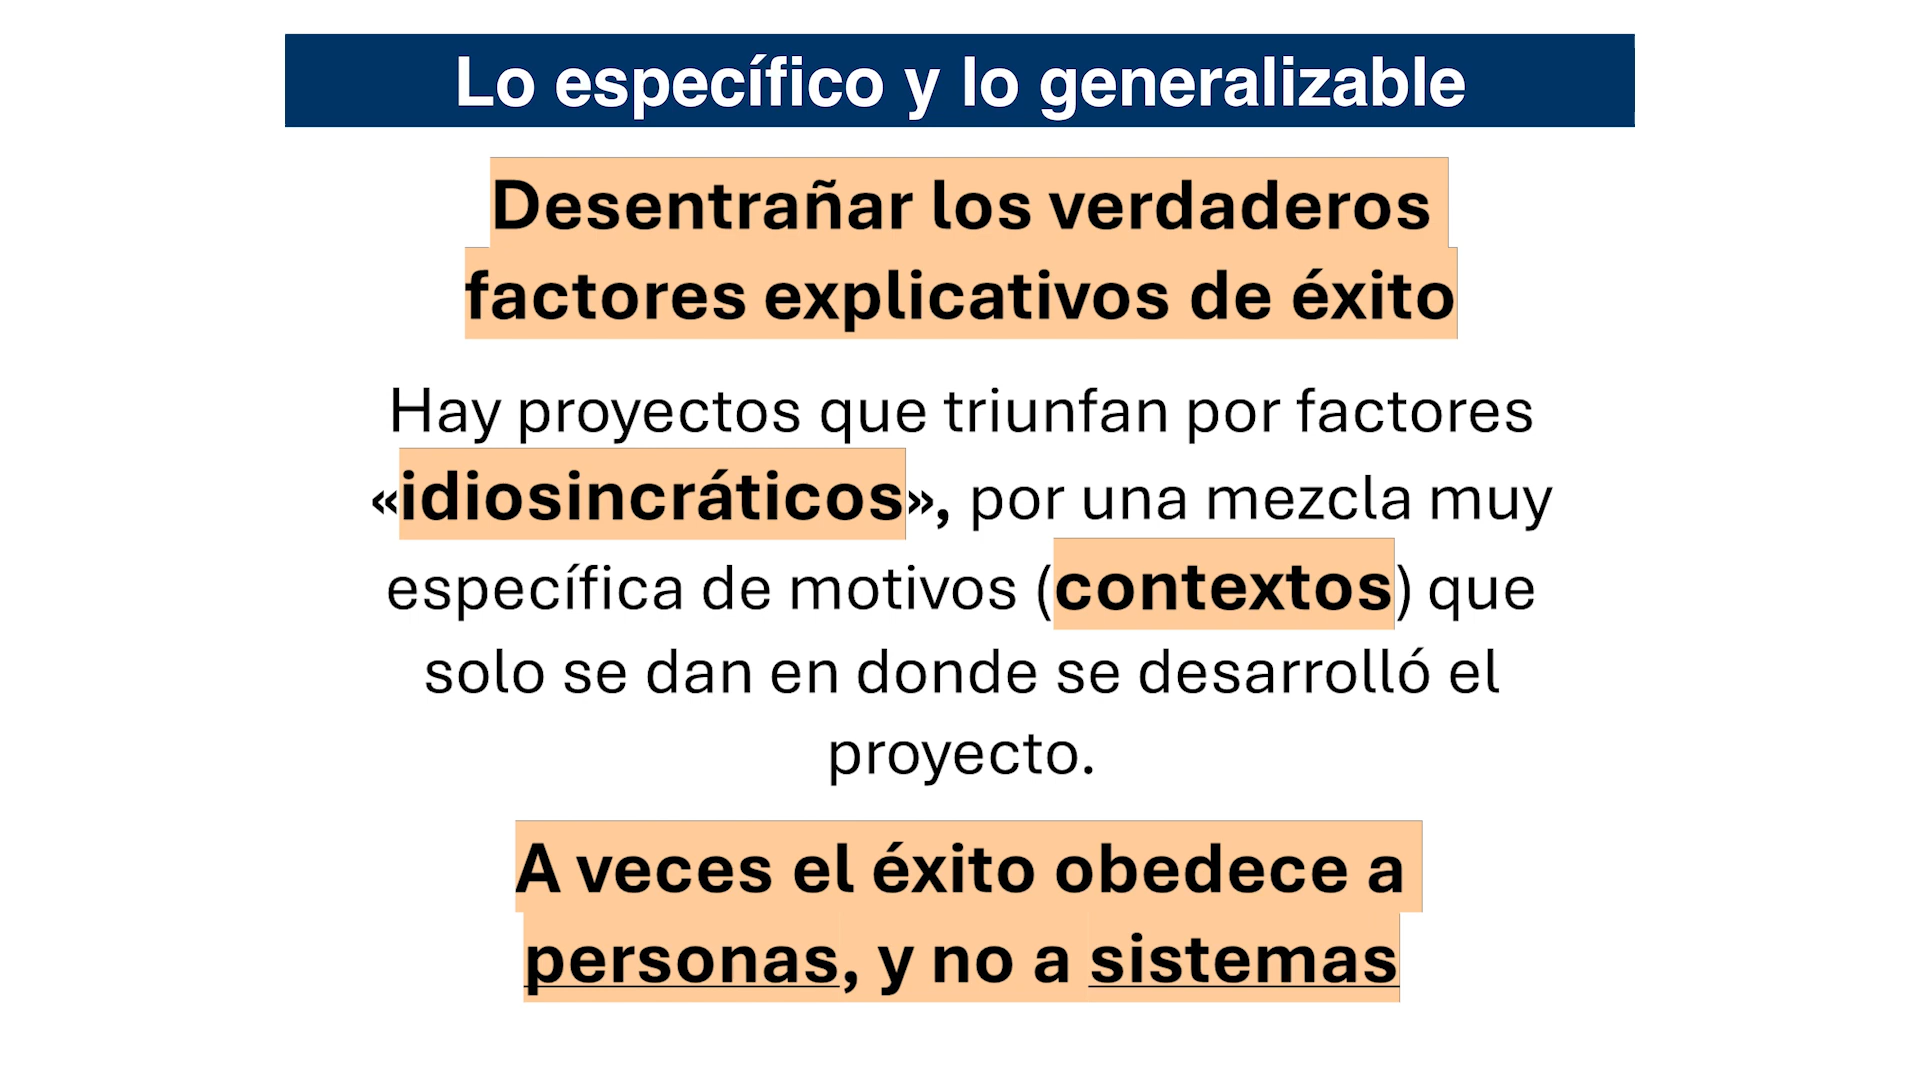 Lo específico y lo generalizable
Desentrañar los verdaderos
factores explicativos de éxito
Hay proyectos que triunfan por factores
«idiosincráticos», por una mezcla muy
específica de motivos (contextos) que
solo se dan en donde se desarrolló el
proyecto.
A veces el éxito obedece a
personas, y no a sistemas